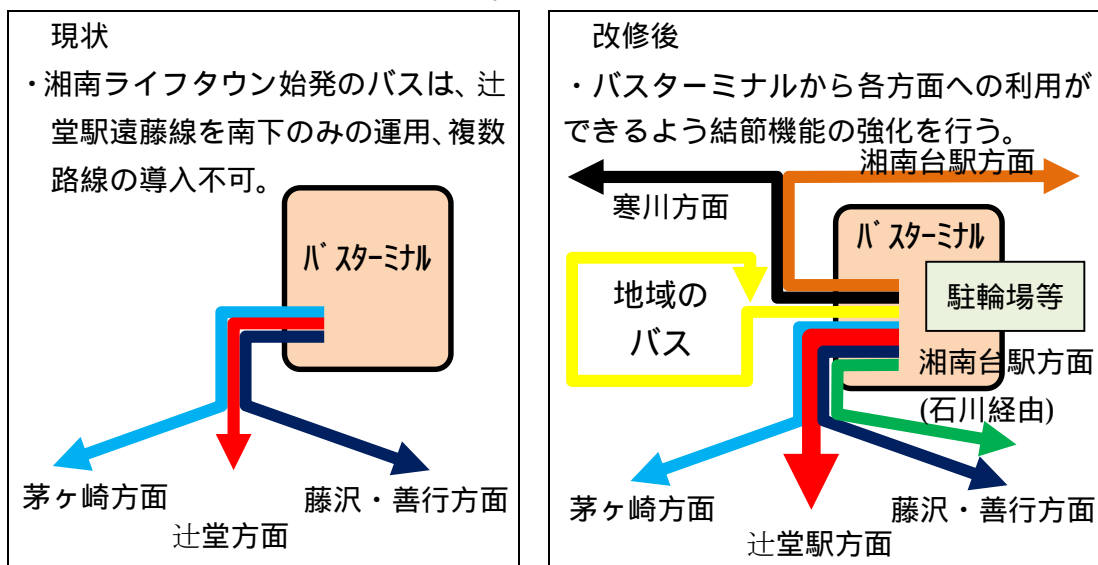 現状
・湘南ライフタウン始発のバスは、辻
堂駅遠藤線を南下のみの運用、複数
路線の導入不可。
バスターミナル
茅ヶ崎方面
辻堂方面
藤沢・善行方面
改修後
・バスターミナルから各方面への利用が
できるよう結節機能の強化を行う。
湘南台駅方面
寒川方面
バスターミナル
駐輪場等
地域の
バス
湘南台駅方面
(石川経由)
茅ヶ崎方面
辻堂駅方面
藤沢・善行方面